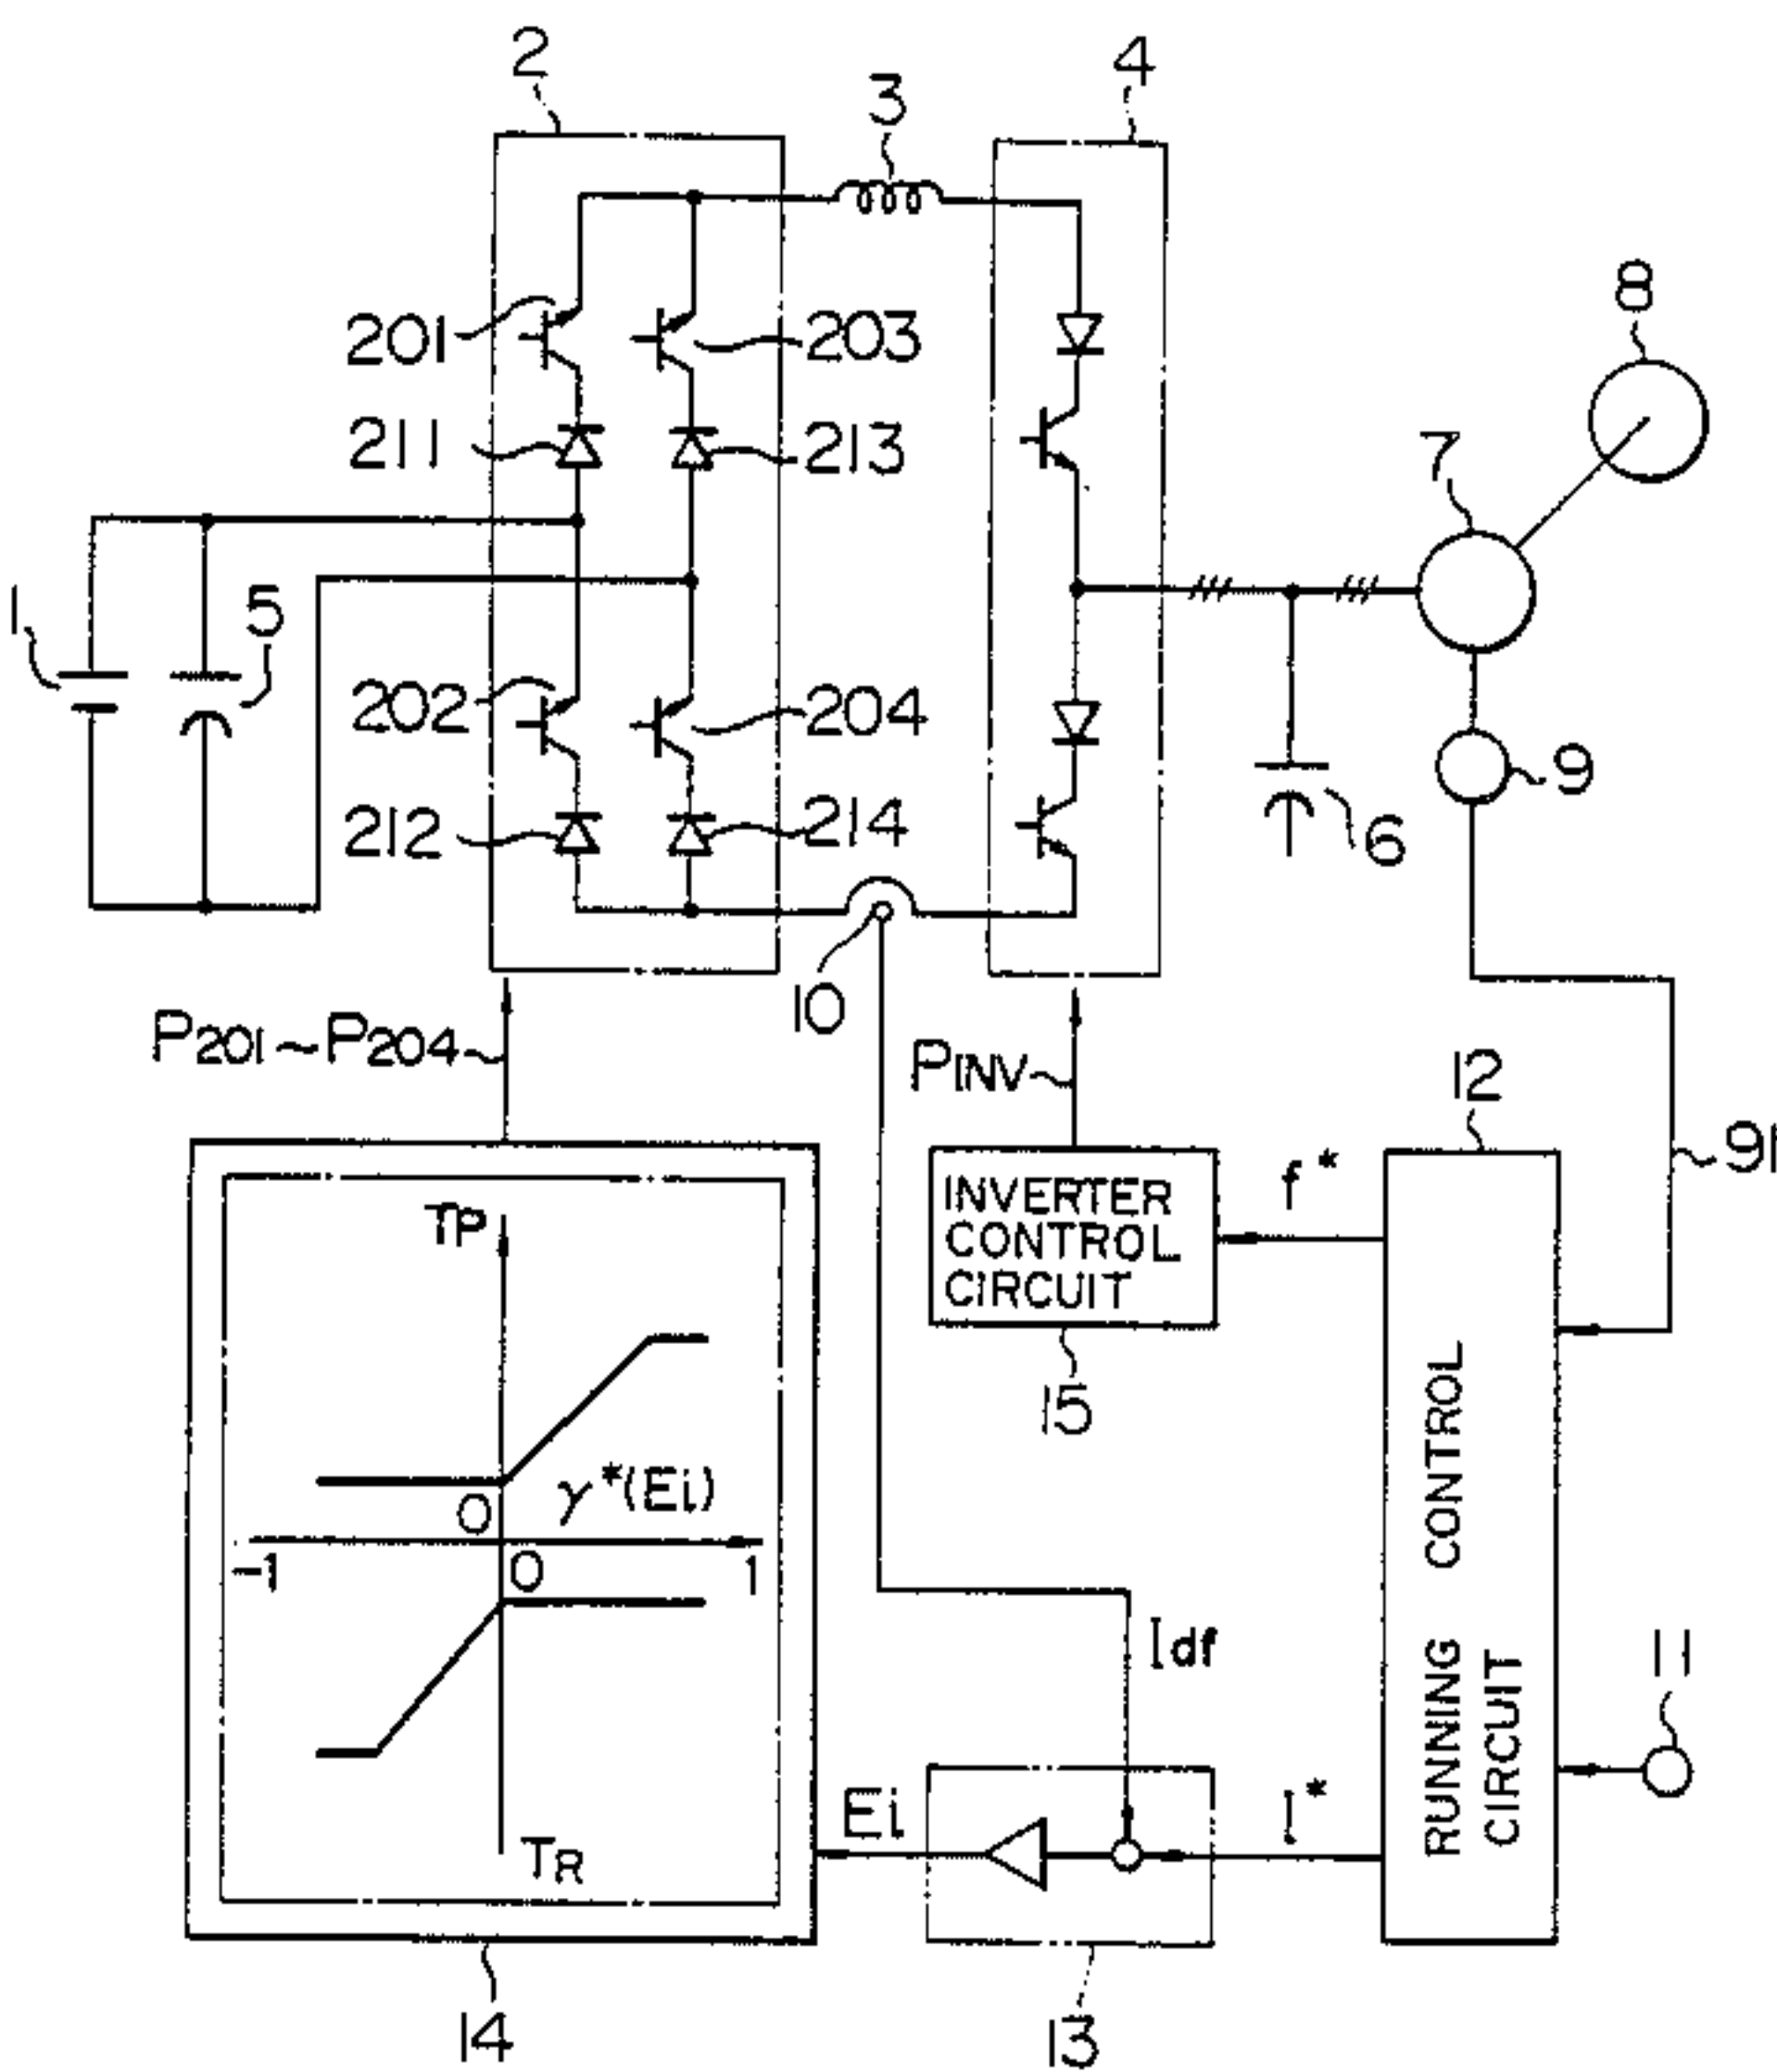 2
3
4
201
203
8
211
213
7
1
5
202
204
9
212
214
6
10
P201~P204
PINV
12
91
TP
INVERTER
CONTROL
CIRCUIT
f*
15
0
γ*(Ei)
-1
0
1
RUNNING CONTROL
CIRCUIT
Idf
11
Ei
I*
TR
14
13